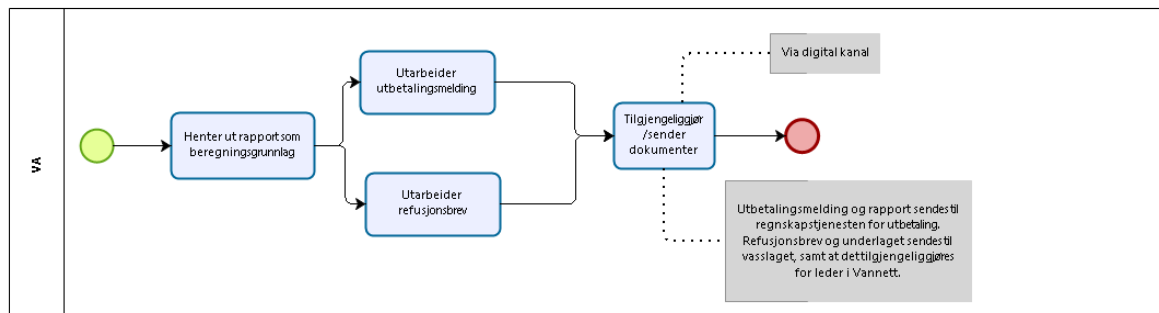 VA
Henter ut rapport som
beregningsgrunnlag
Utarbeider
utbetalingsmelding
Utarbeider
refusjonsbrev
Tilgjengeliggjør
/sender
dokumenter
Via digital kanal
Utbetalingsmelding og rapport sendes til
regnskapstjenesten for utbetaling.
Refusjonsbrev og underlaget sendes til
vasslaget, samt at det tilgjengeliggjøres
for leder i Vannett.